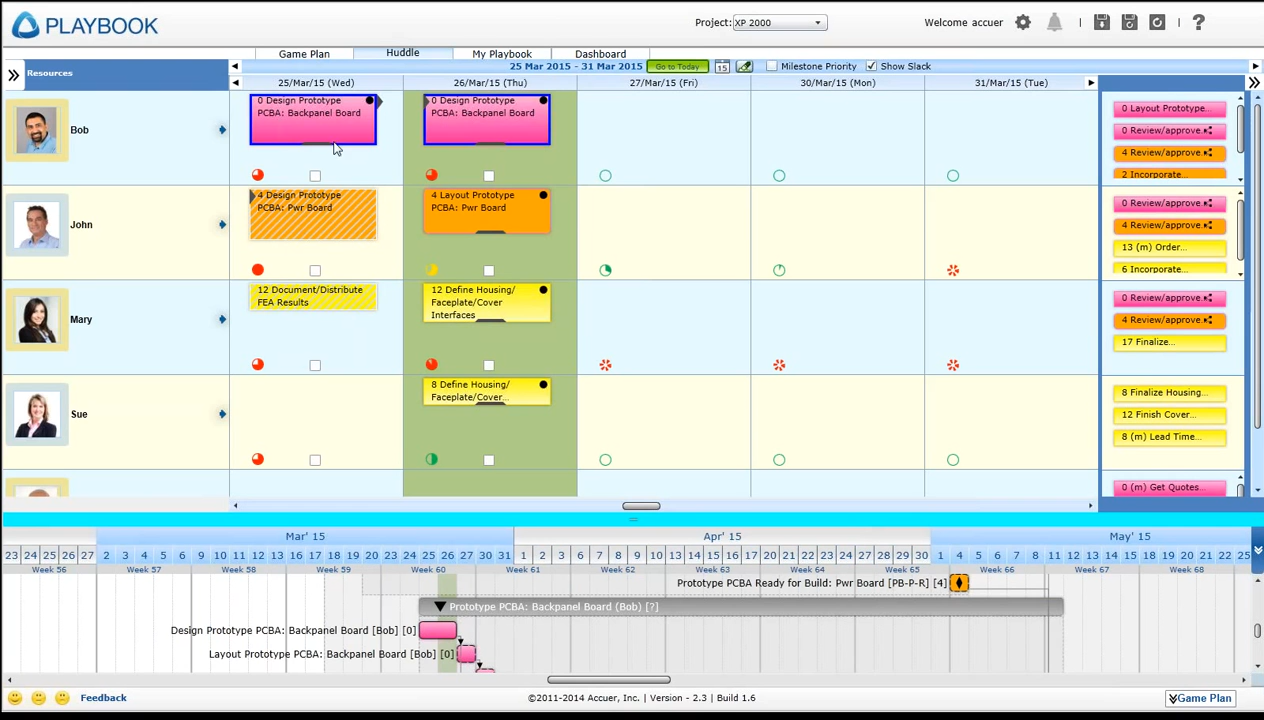 PLAYBOOK
Project: XP 2000
Welcome accuer
?
Game Plan
Huddle
My Playbook
Dashboard
Resources
25 Mar 2015 - 31 Mar 2015
Go to Today
15
Milestone Priority
Show Slack
25/Mar/15 (Wed)
26/Mar/15 (Thu)
27/Mar/15 (Fri)
30/Mar/15 (Mon)
31/Mar/15 (Tue)
Bob
0 Design Prototype
PCBA: Backpanel Board
0 Design Prototype
PCBA: Backpanel Board
0 Layout Prototype...
0 Review/approve...
4 Review/approve...
2 Incorporate...
John
4 Design Prototype
PCBA: Pwr Board
4 Layout Prototype
PCBA: Pwr Board
0 Review/approve...
4 Review/approve...
13 (m) Order...
6 Incorporate...
Mary
12 Document/Distribute
FEA Results
12 Define Housing/
Faceplate/Cover
Interfaces
0 Review/approve...
4 Review/approve...
17 Finalize...
Sue
8 Define Housing/
Faceplate/Cover...
8 Finalize Housing...
12 Finish Cover...
8 (m) Lead Time...
0 (m) Get Quotes...
Mar' 15
Apr' 15
May' 15
23 24 25 26 27 2 3 4 5 6 9 10 11 12 13 16 17 18 19 20 23 24 25 26 27 30 31 1 2 3 6 7 8 9 10 13 14 15 16 17 20 21 22 23 24 27 28 29 30 1 4 5 6 7 8 11 12 13 14 15 18 19 20 21 22 25
Week 56
Week 57
Week 58
Week 59
Week 60
Week 61
Week 62
Week 63
Week 64
Week 65
Week 66
Week 67
Week 68
Prototype PCBA Ready for Build: Pwr Board [PB-P-R] [4]
Prototype PCBA: Backpanel Board (Bob) [?]
Design Prototype PCBA: Backpanel Board [Bob] [0]
Layout Prototype PCBA: Backpanel Board [Bob] [0]
Feedback
©2011-2014 Accuer, Inc. | Version - 2.3 | Build 1.6
Game Plan